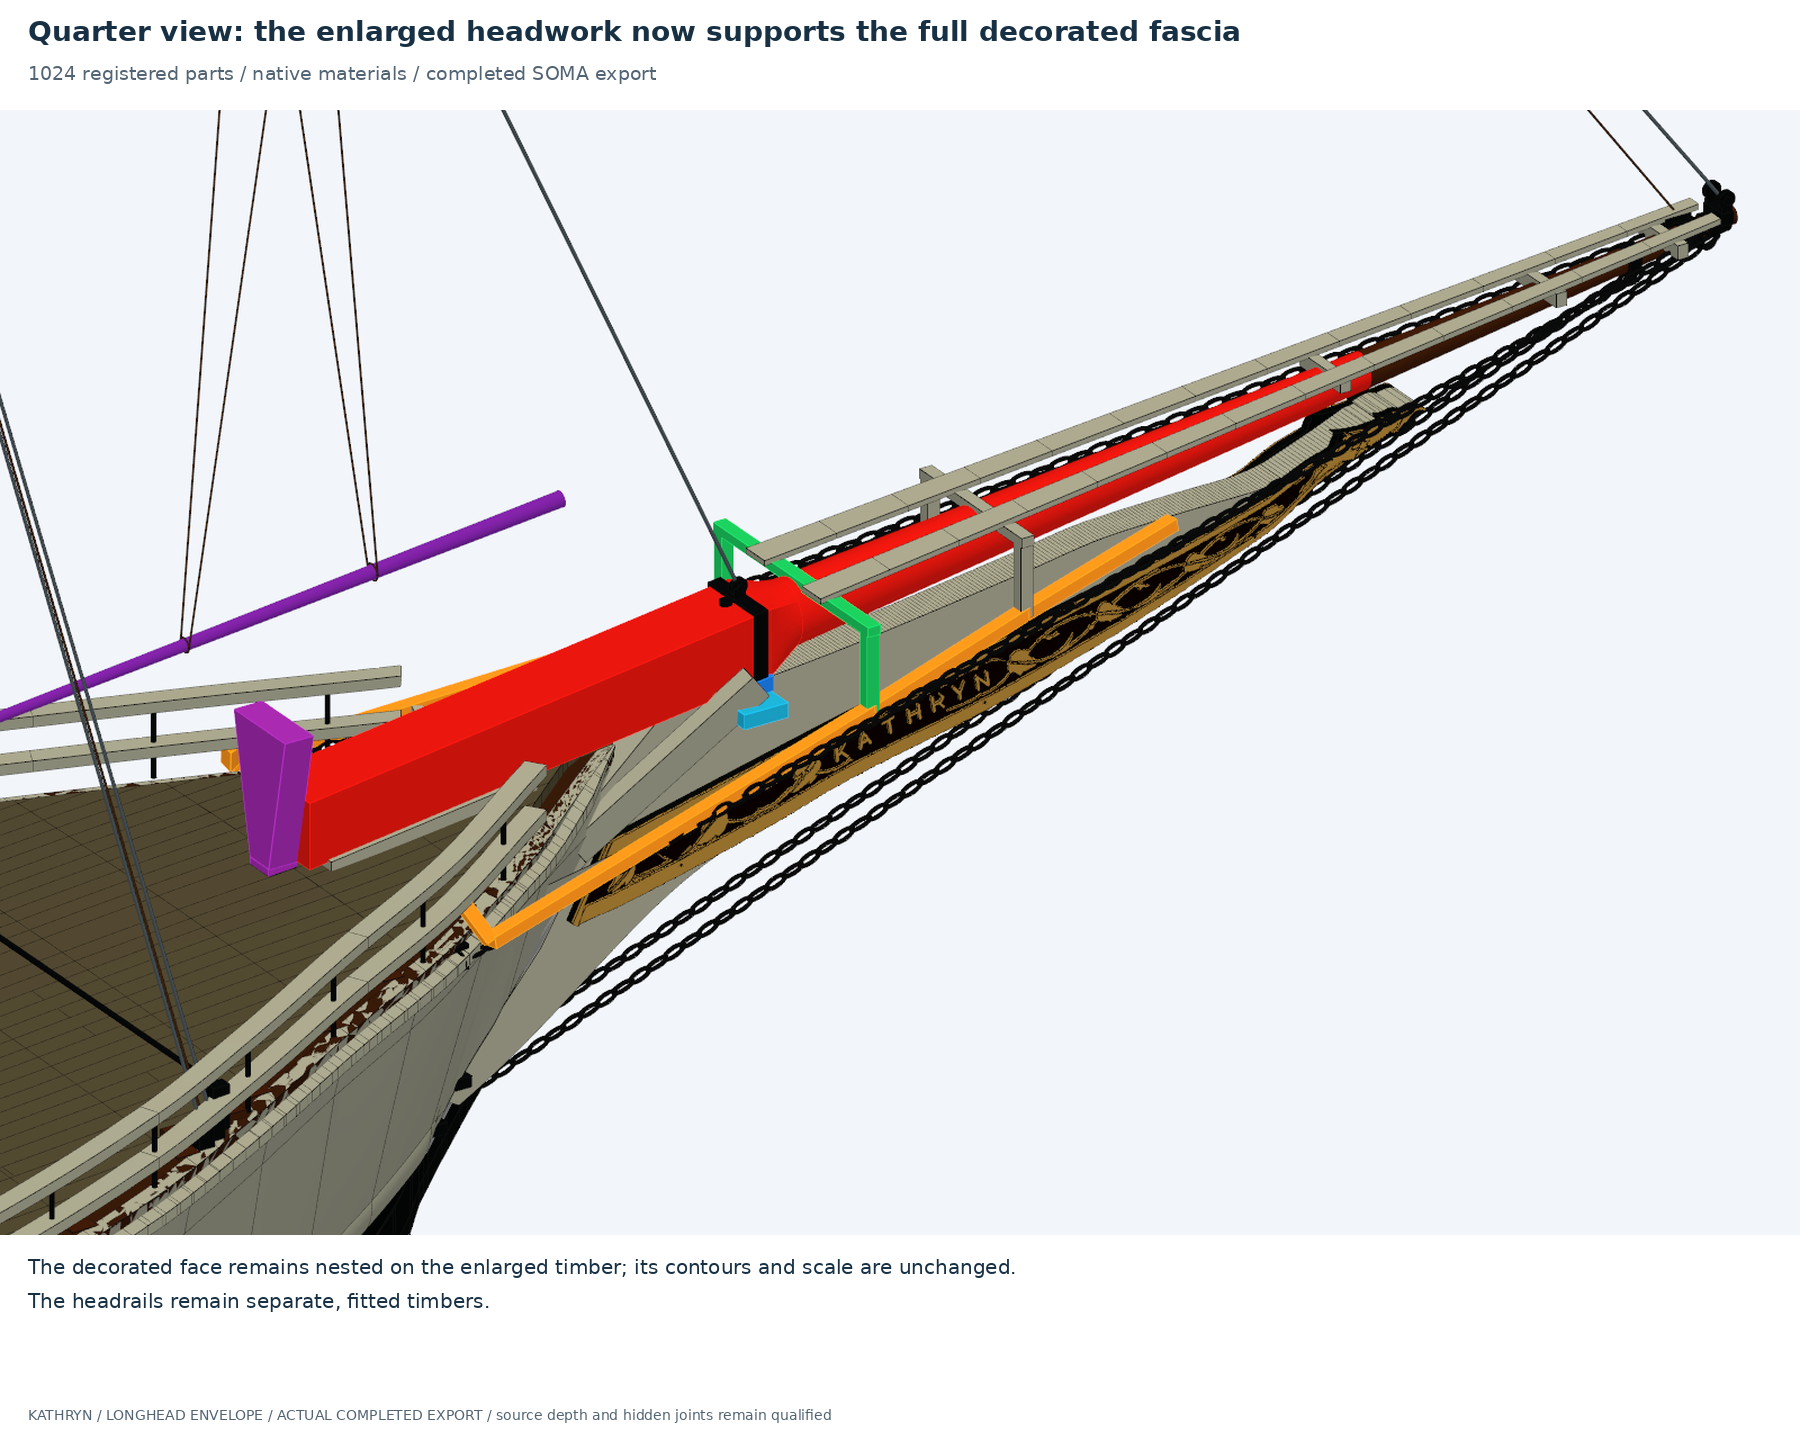 Quarter view: the enlarged headwork now supports the full decorated fascia
1024 registered parts / native materials / completed SOMA export
KATHRYN
The decorated face remains nested on the enlarged timber; its contours and scale are unchanged.
The headrails remain separate, fitted timbers.
KATHRYN / LONGHEAD ENVELOPE / ACTUAL COMPLETED EXPORT / source depth and hidden joints remain qualified